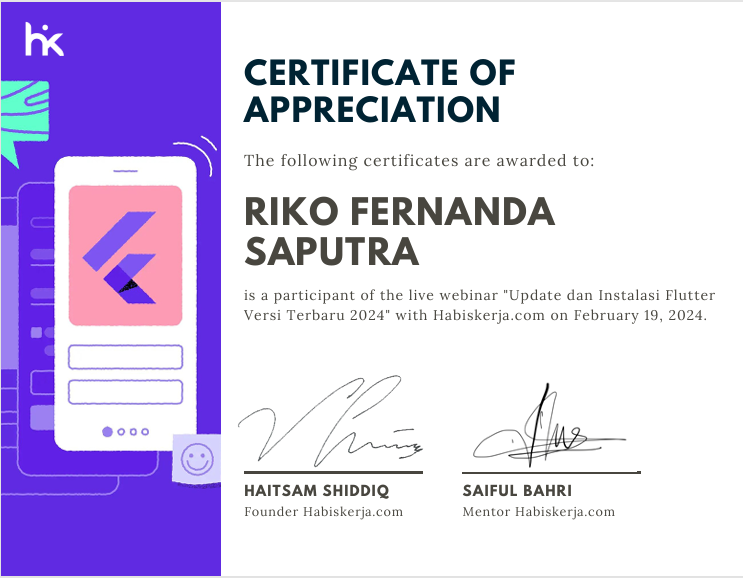 hk
CERTIFICATE OF
APPRECIATION
The following certificates are awarded to:
RIKO FERNANDA
SAPUTRA
is a participant of the live webinar "Update dan Instalasi Flutter
Versi Terbaru 2024" with Habiskerja.com on February 19, 2024.
HAITSAM SHIDDIQ
Founder Habiskerja.com
SAIFUL BAHRI
Mentor Habiskerja.com